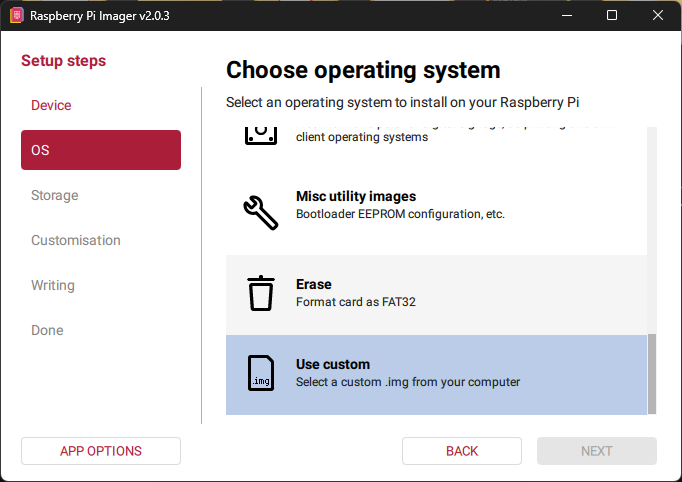 Raspberry Pi Imager v2.0.3
Setup steps
Device
OS
Storage
Customisation
Writing
Done
APP OPTIONS
Choose operating system
Select an operating system to install on your Raspberry Pi
client operating systems
Misc utility images
Bootloader EEPROM configuration, etc.
Erase
Format card as FAT32
.img
Use custom
Select a custom .img from your computer
BACK
NEXT